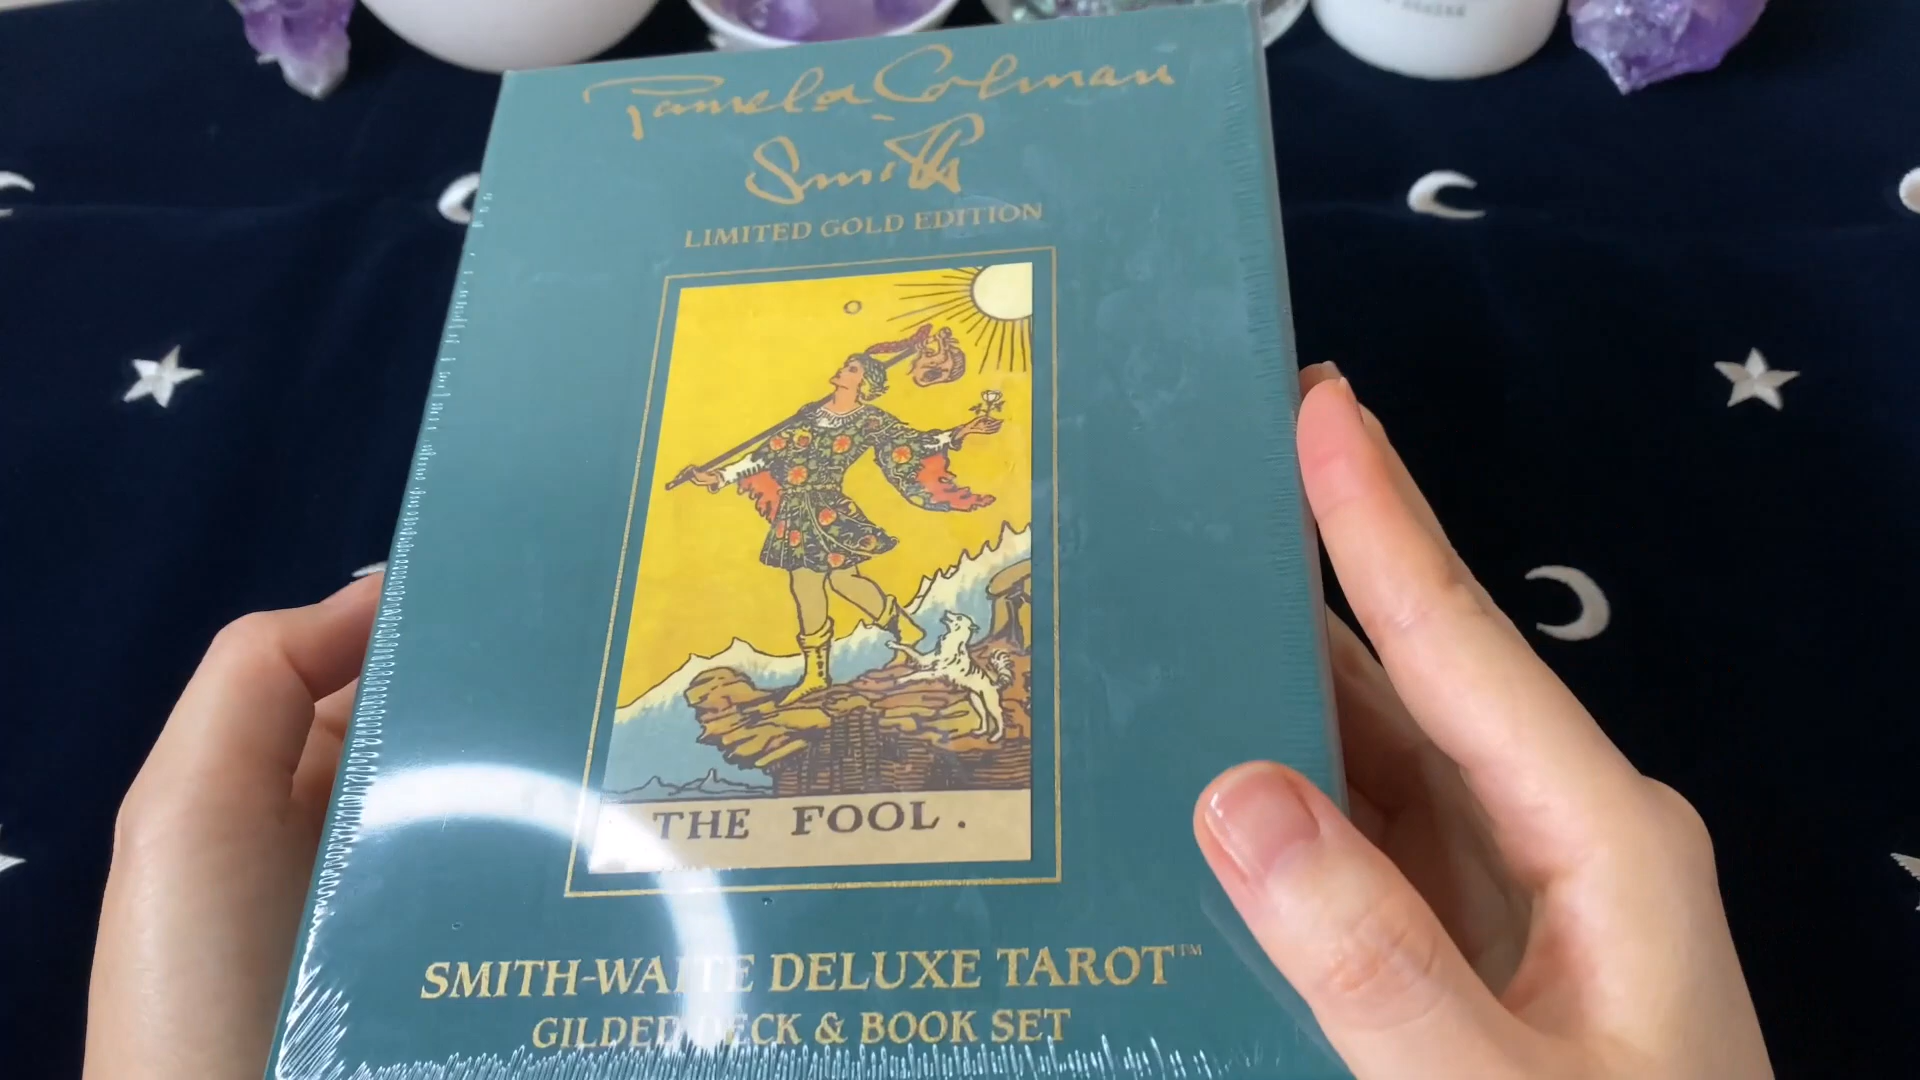 Pamela Colman
Smith
LIMITED GOLD EDITION
THE FOOL.
SMITH-WAITE DELUXE TAROT™
GILDED DECK & BOOK SET